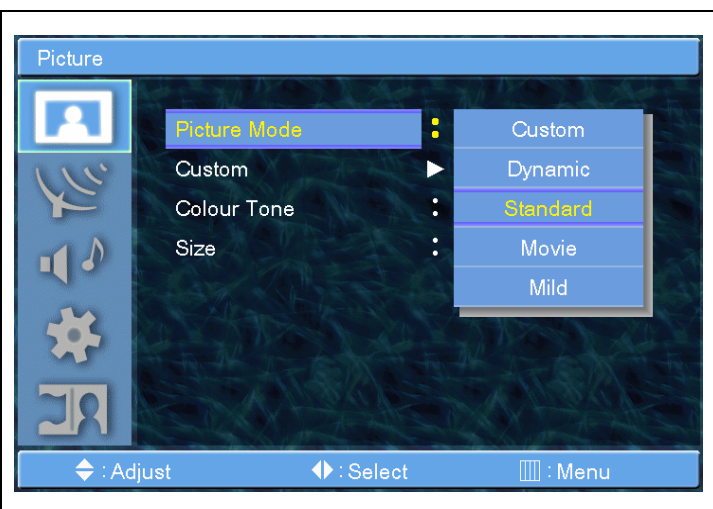 Picture
Picture Mode :
Custom
Colour Tone :
Size :
Custom
Dynamic
Standard
Movie
Mild
: Adjust
: Select
: Menu